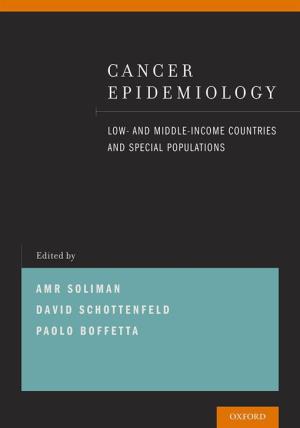 CANCER
EPIDEMIOLOGY
LOW- AND MIDDLE-INCOME COUNTRIES
AND SPECIAL POPULATIONS
Edited by
AMR SOLIMAN
DAVID SCHOTTENFELD
PAOLO BOFFETTA
OXFORD